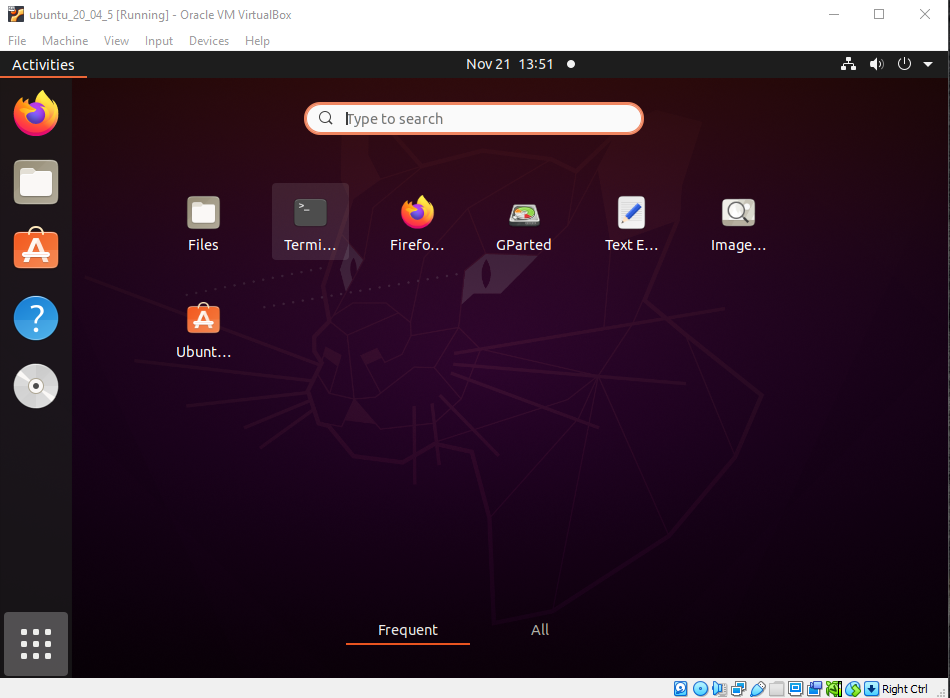 ubuntu_20_04_5 [Running] - Oracle VM VirtualBox
File Machine View Input Devices Help
Activities
Nov 21 13:51
Type to search
Files Termi... Firefo... GParted Text E... Image...
Ubunt...
Frequent All
Right Ctrl